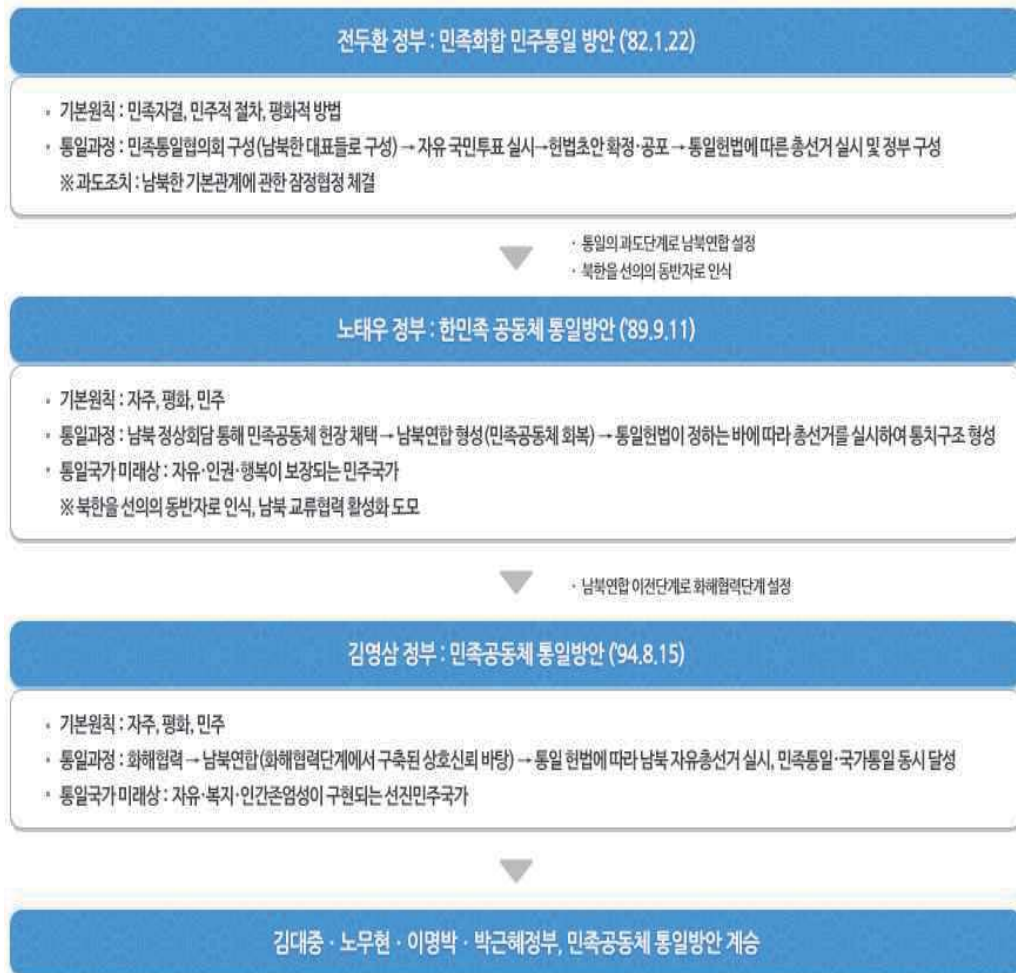 전두환 정부 : 민족화합 민주통일 방안 ('82.1.22)
• 기본원칙 : 민족자결, 민주적 절차, 평화적 방법
• 통일과정 : 민족통일협의회 구성(남북한 대표들로 구성) → 자유 국민투표 실시→헌법초안 확정·공포 → 통일헌법에 따른 총선거 실시 및 정부 구성
※ 과도조치 : 남북한 기본관계에 관한 잠정협정 체결
· 통일의 과도단계로 남북연합 설정
· 북한을 선의의 동반자로 인식
노태우 정부 : 한민족 공동체 통일방안 ('89.9.11)
• 기본원칙 : 자주, 평화, 민주
• 통일과정 : 남북 정상회담 통해 민족공동체 헌장 채택 → 남북연합 형성(민족공동체 회복) → 통일헌법이 정하는 바에 따라 총선거를 실시하여 통치구조 형성
• 통일국가 미래상 : 자유·인권·행복이 보장되는 민주국가
※ 북한을 선의의 동반자로 인식, 남북 교류협력 활성화 도모
· 남북연합 이전단계로 화해협력단계 설정
김영삼 정부 : 민족공동체 통일방안 ('94.8.15)
• 기본원칙 : 자주, 평화, 민주
• 통일과정 : 화해협력 → 남북연합(화해협력단계에서 구축된 상호신뢰 바탕) → 통일 헌법에 따라 남북 자유총선거 실시, 민족통일·국가통일 동시 달성
• 통일국가 미래상 : 자유·복지·인간존엄성이 구현되는 선진민주국가
김대중 · 노무현 · 이명박 · 박근혜정부, 민족공동체 통일방안 계승